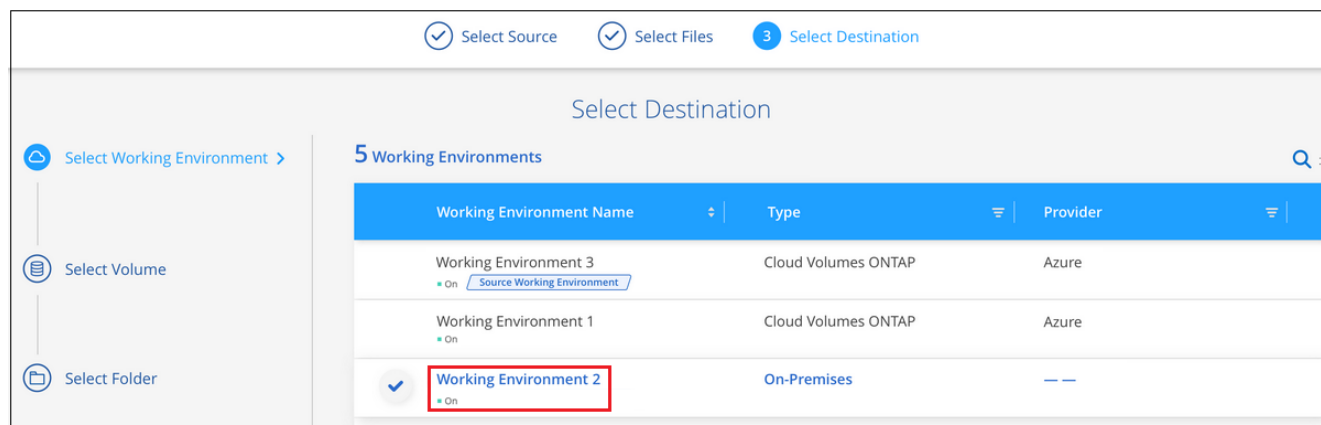 Select Source Select Files 3 Select Destination
Select Destination
Select Working Environment
5 Working Environments
Working Environment Name Type Provider
Working Environment 3 Cloud Volumes ONTAP Azure
On Source Working Environment
Select Volume
Working Environment 1 Cloud Volumes ONTAP Azure
On
Select Folder
Working Environment 2 On-Premises — —
On